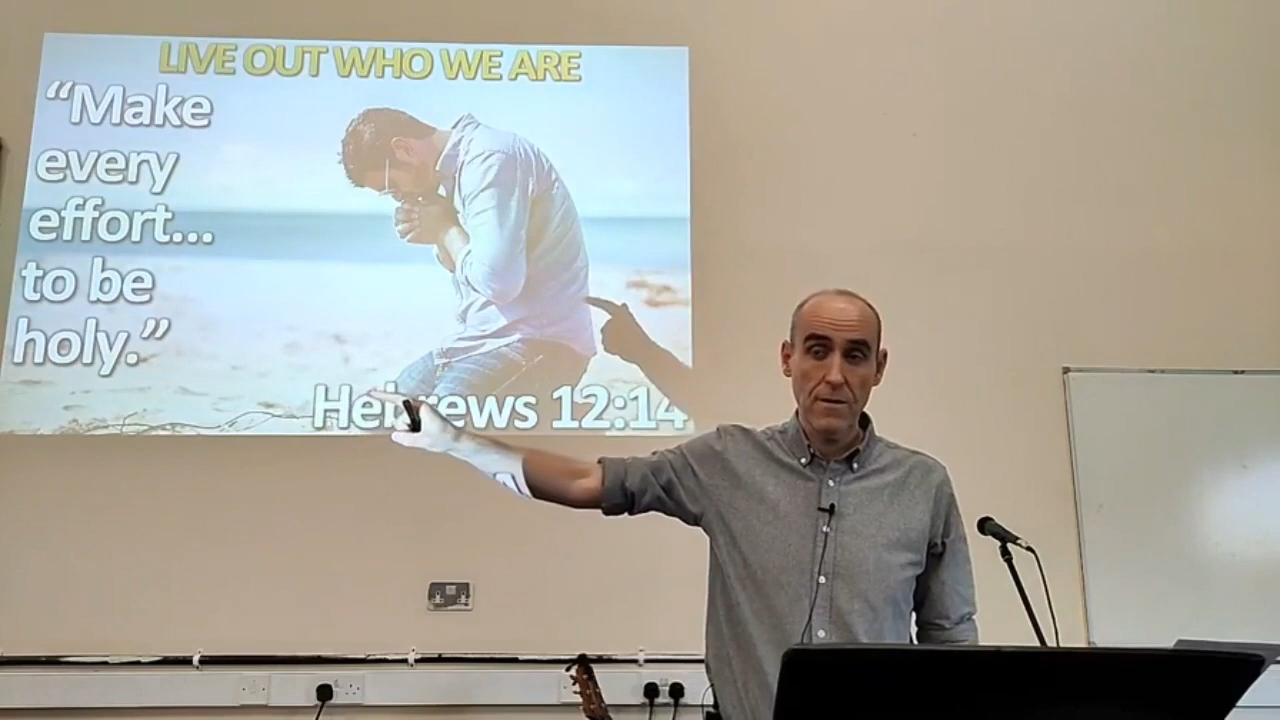 LIVE OUT WHO WE ARE
“Make
every
effort...
to be
holy.”
Hebrews 12:14